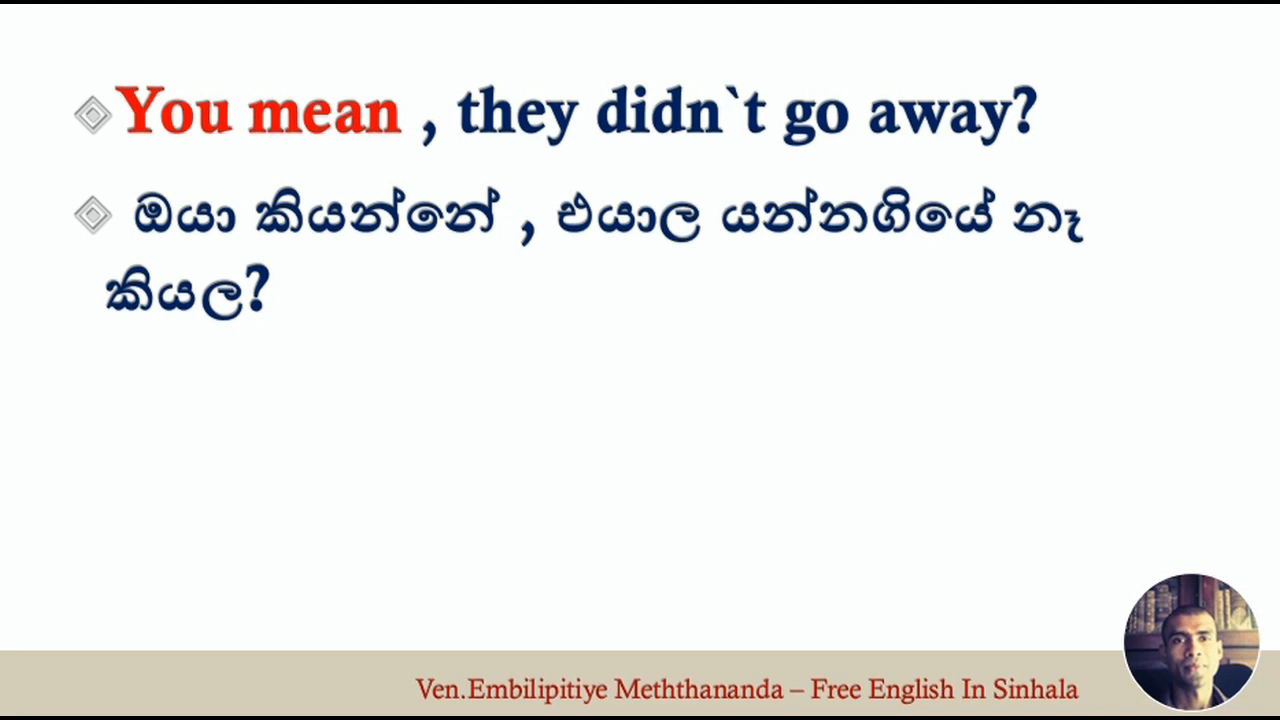 You mean , they didn`t go away?
ඔයා කියන්නේ , එයාල යන්නගියේ නෑ
කියල?
Ven.Embilipitiye Meththananda – Free English In Sinhala